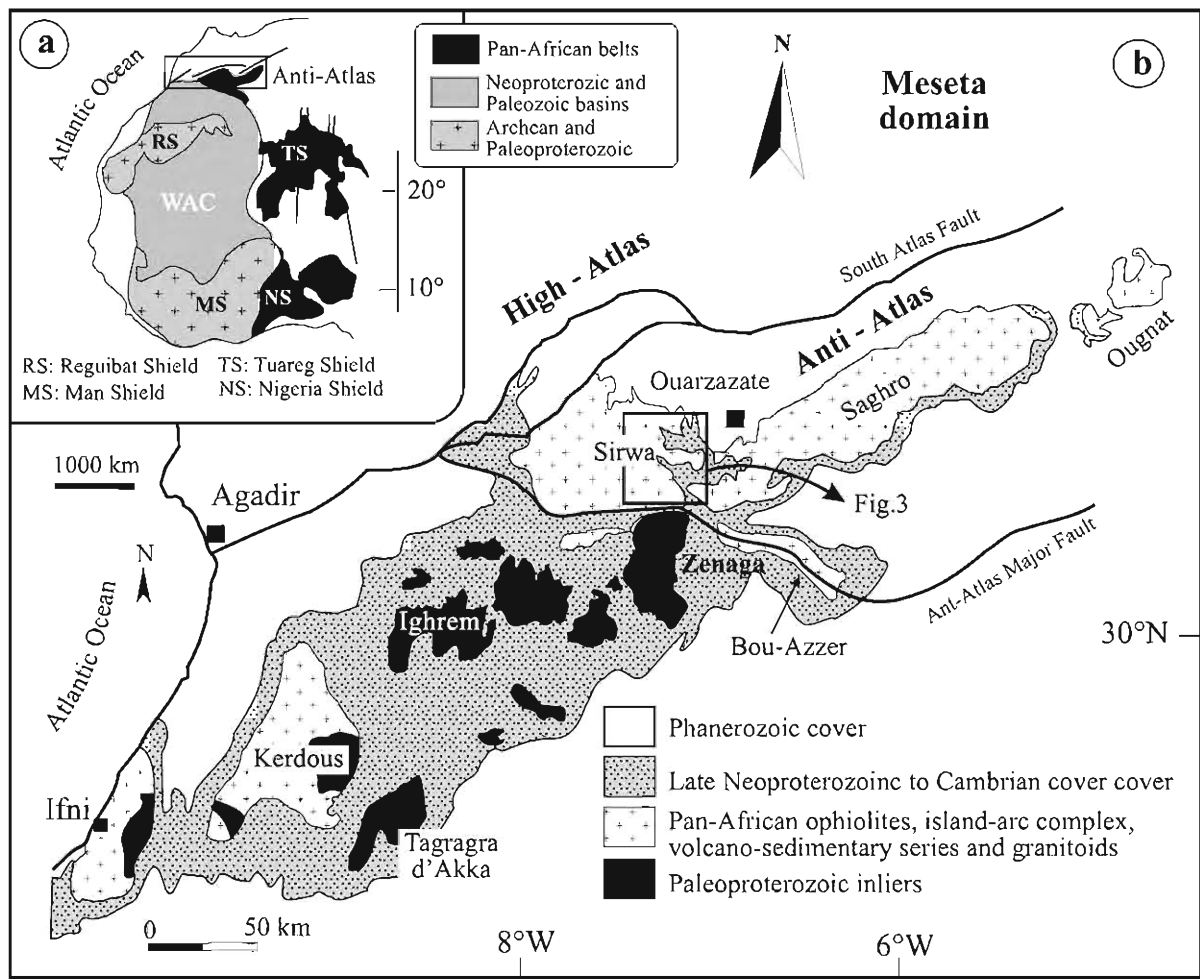 a
Atlantic Ocean
Anti-Atlas
RS
TS
WAC
20°
MS
NS
10°
RS: Reguibat Shield
TS: Tuareg Shield
MS: Man Shield
NS: Nigeria Shield
Pan-African belts
Neoproterozic and
Paleozoic basins
Archean and
Paleoproterozoic
N
b
Meseta
domain
High - Atlas
South Atlas Fault
Anti - Atlas
Ougnat
Ouarzazate
Saghro
Sirwa
1000 km
Agadir
Fig.3
N
Atlantic Ocean
Zenaga
Ant-Atlas Major Fault
Ighrem
Bou-Azzer
30°N
Kerdous
Ifni
Tagragra
d'Akka
Phanerozoic cover
Late Neoproterozoinc to Cambrian cover cover
Pan-African ophiolites, island-arc complex,
volcano-sedimentary series and granitoids
Paleoproterozoic inliers
0 50 km
8°W
6°W